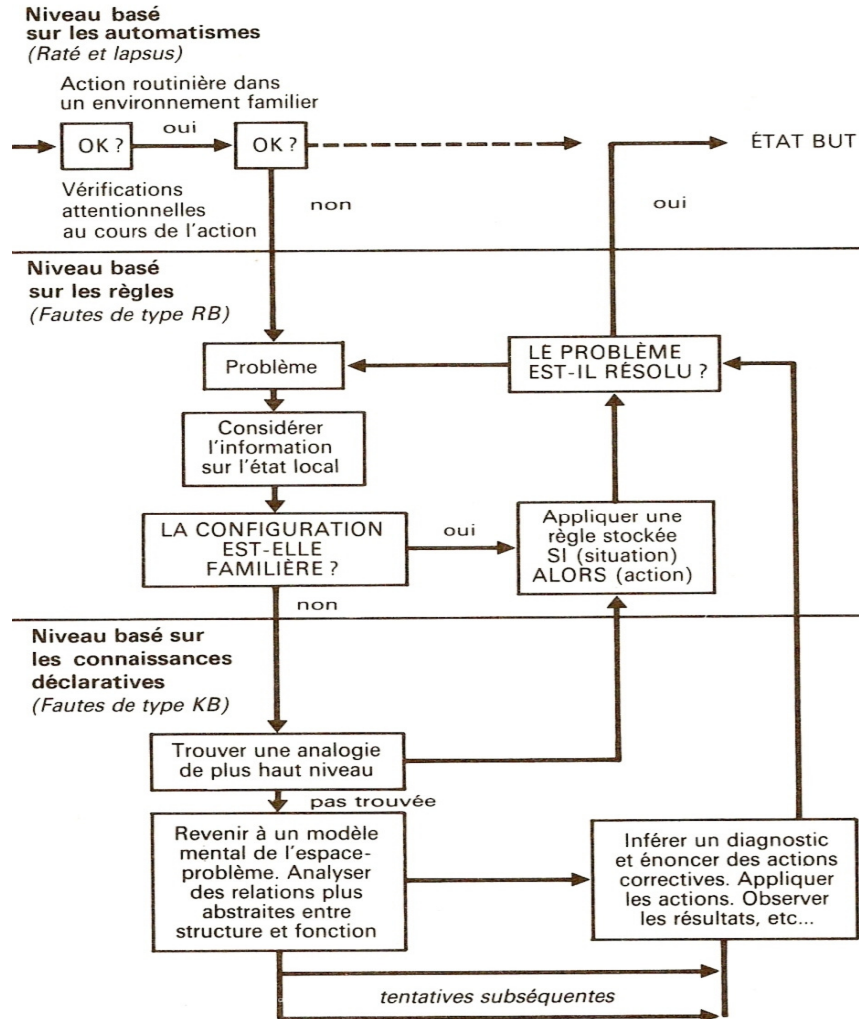 Niveau basé
sur les automatismes
(Raté et lapsus)
Action routinière dans
un environnement familier
OK ?
oui
OK ?
ÉTAT BUT
Vérifications
attentionnelles
au cours de l'action
non
oui
Niveau basé
sur les règles
(Fautes de type RB)
Problème
LE PROBLÈME
EST-IL RÉSOLU ?
Considérer
l'information
sur l'état local
LA CONFIGURATION
EST-ELLE
FAMILIÈRE ?
oui
Appliquer une
règle stockée
SI (situation)
ALORS (action)
non
Niveau basé sur
les connaissances
déclaratives
(Fautes de type KB)
Trouver une analogie
de plus haut niveau
pas trouvée
Revenir à un modèle
mental de l'espace-
problème. Analyser
des relations plus
abstraites entre
structure et fonction
Inférer un diagnostic
et énoncer des actions
correctives. Appliquer
les actions. Observer
les résultats, etc...
tentatives subséquentes